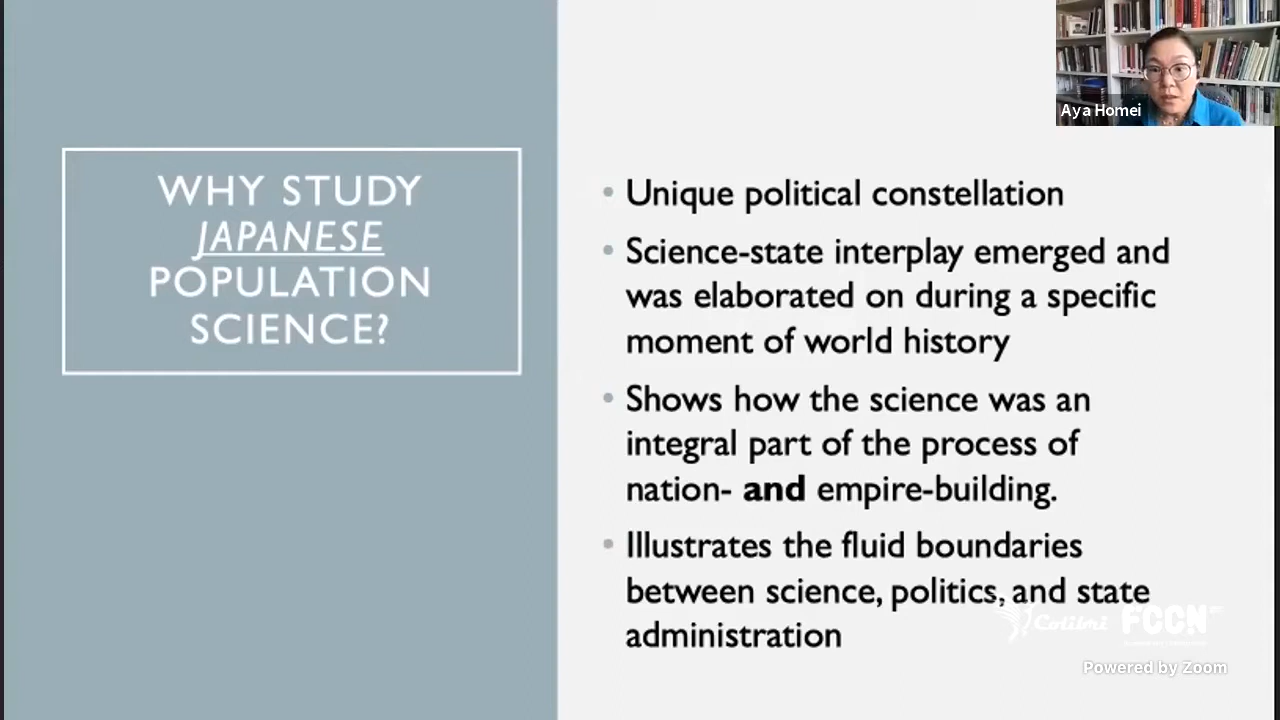 Aya Homei
WHY STUDY
JAPANESE
POPULATION
SCIENCE?
• Unique political constellation
• Science-state interplay emerged and
was elaborated on during a specific
moment of world history
• Shows how the science was an
integral part of the process of
nation- and empire-building.
• Illustrates the fluid boundaries
between science, politics, and state
administration
Colibri FCCN
Powered by Zoom